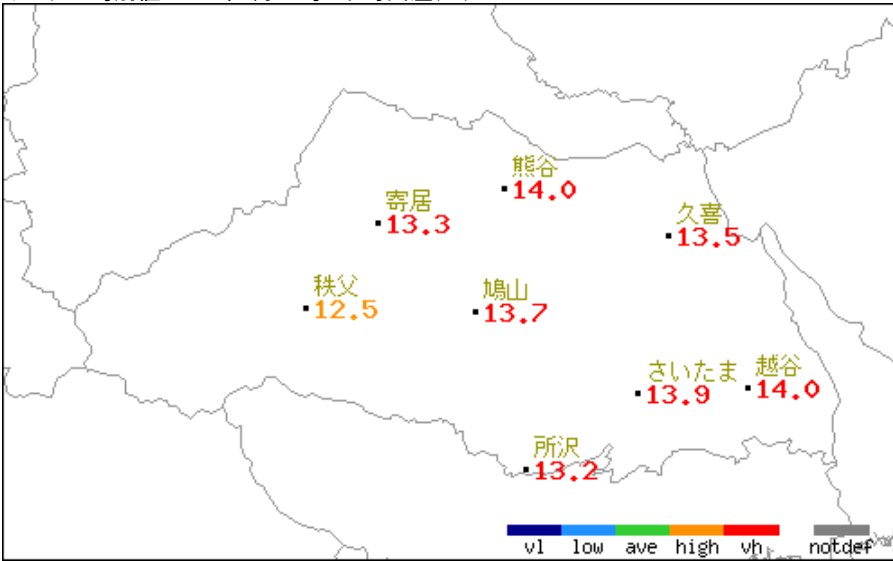 熊谷
14.0
寄居
13.3
久喜
13.5
秩父
12.5
鳩山
13.7
さいたま
13.9
越谷
14.0
所沢
13.2
vl low ave high vh notdef